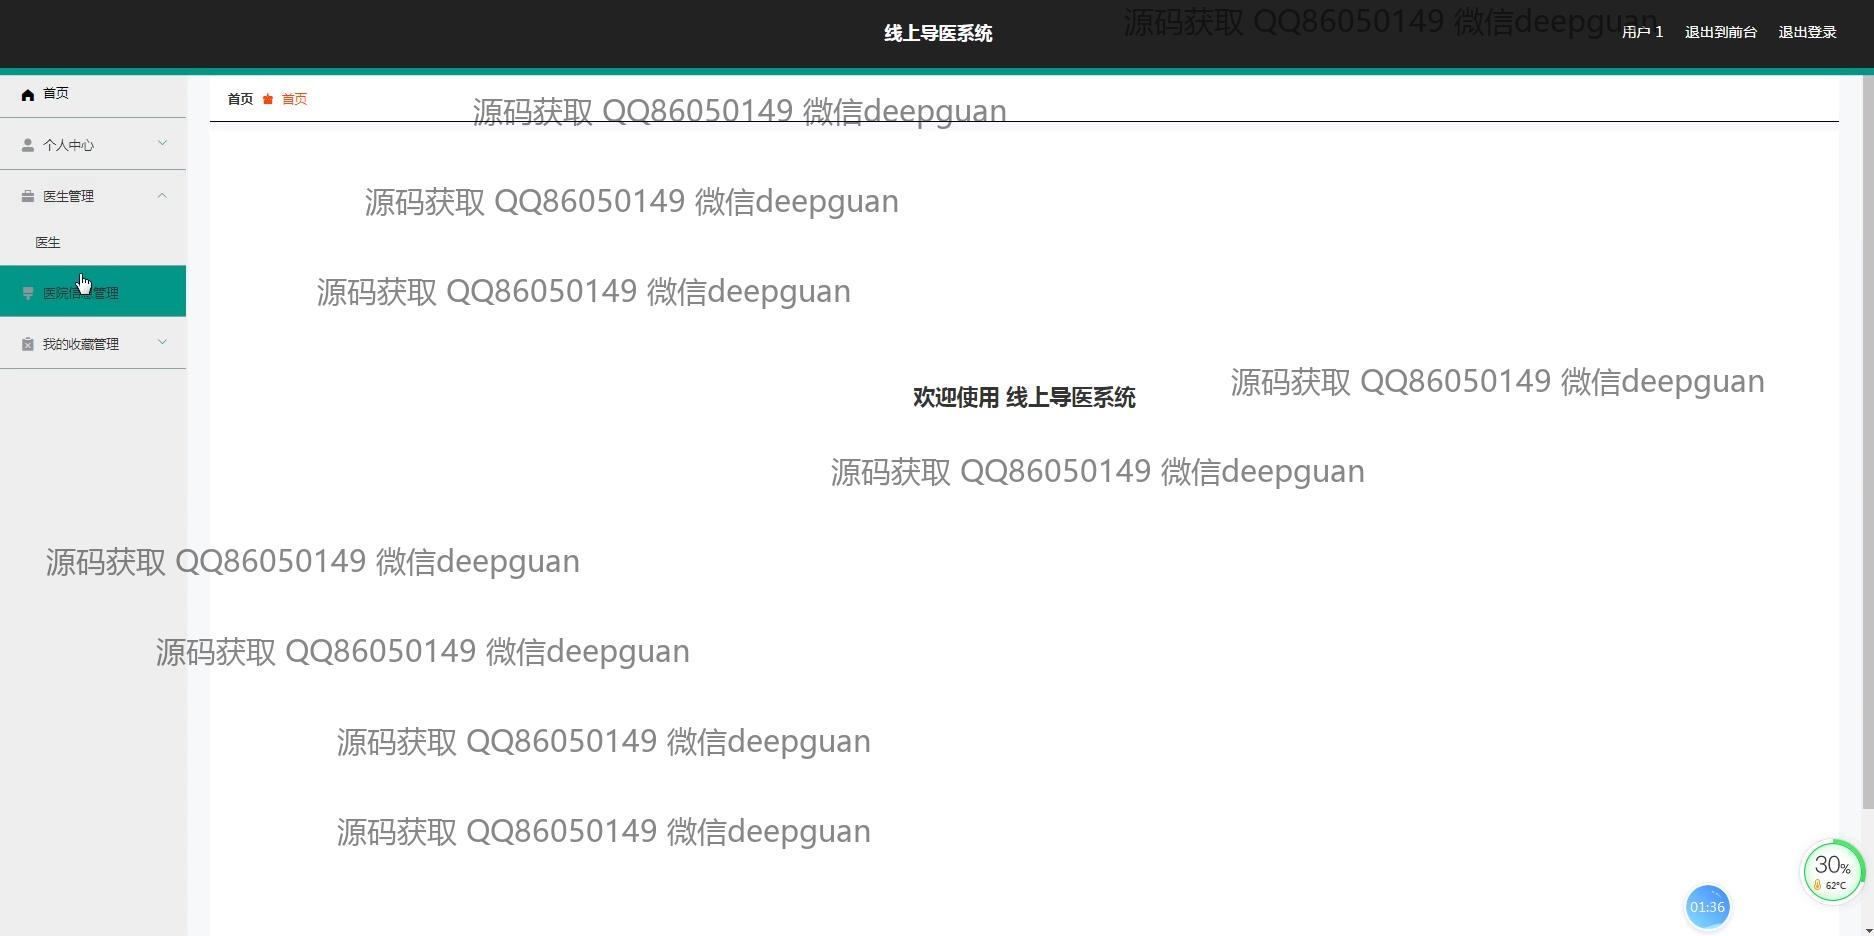 线上导医系统
源码获取 QQ86050149 微信deepguan
用户 1 退出到前台 退出登录
首页
首页 首页
源码获取 QQ86050149 微信deepguan
个人中心
医生管理
源码获取 QQ86050149 微信deepguan
医生
医院信息管理
源码获取 QQ86050149 微信deepguan
我的收藏管理
欢迎使用 线上导医系统
源码获取 QQ86050149 微信deepguan
源码获取 QQ86050149 微信deepguan
源码获取 QQ86050149 微信deepguan
源码获取 QQ86050149 微信deepguan
源码获取 QQ86050149 微信deepguan
源码获取 QQ86050149 微信deepguan
30%
62°C
01:36